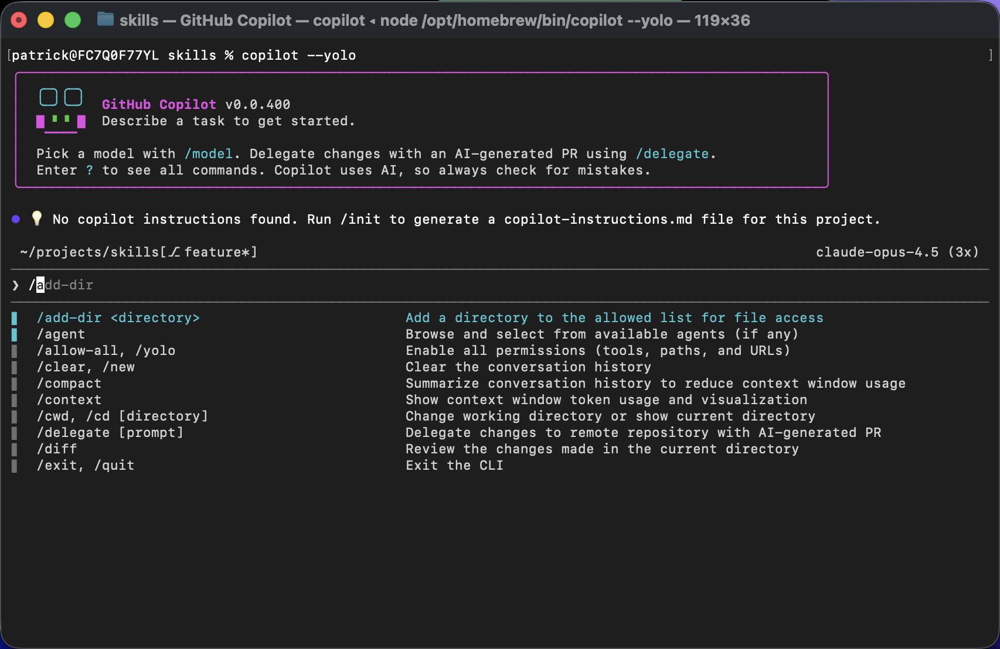 skills — GitHub Copilot — copilot ◂ node /opt/homebrew/bin/copilot --yolo — 119×36
[patrick@FC7Q0F77YL skills % copilot --yolo ]
GitHub Copilot v0.0.400
Describe a task to get started.
Pick a model with /model. Delegate changes with an AI-generated PR using /delegate.
Enter ? to see all commands. Copilot uses AI, so always check for mistakes.
● 💡 No copilot instructions found. Run /init to generate a copilot-instructions.md file for this project.
~/projects/skills[⎇ feature*] claude-opus-4.5 (3x)
❯ /add-dir
/add-dir <directory> Add a directory to the allowed list for file access
/agent Browse and select from available agents (if any)
/allow-all, /yolo Enable all permissions (tools, paths, and URLs)
/clear, /new Clear the conversation history
/compact Summarize conversation history to reduce context window usage
/context Show context window token usage and visualization
/cwd, /cd [directory] Change working directory or show current directory
/delegate [prompt] Delegate changes to remote repository with AI-generated PR
/diff Review the changes made in the current directory
/exit, /quit Exit the CLI